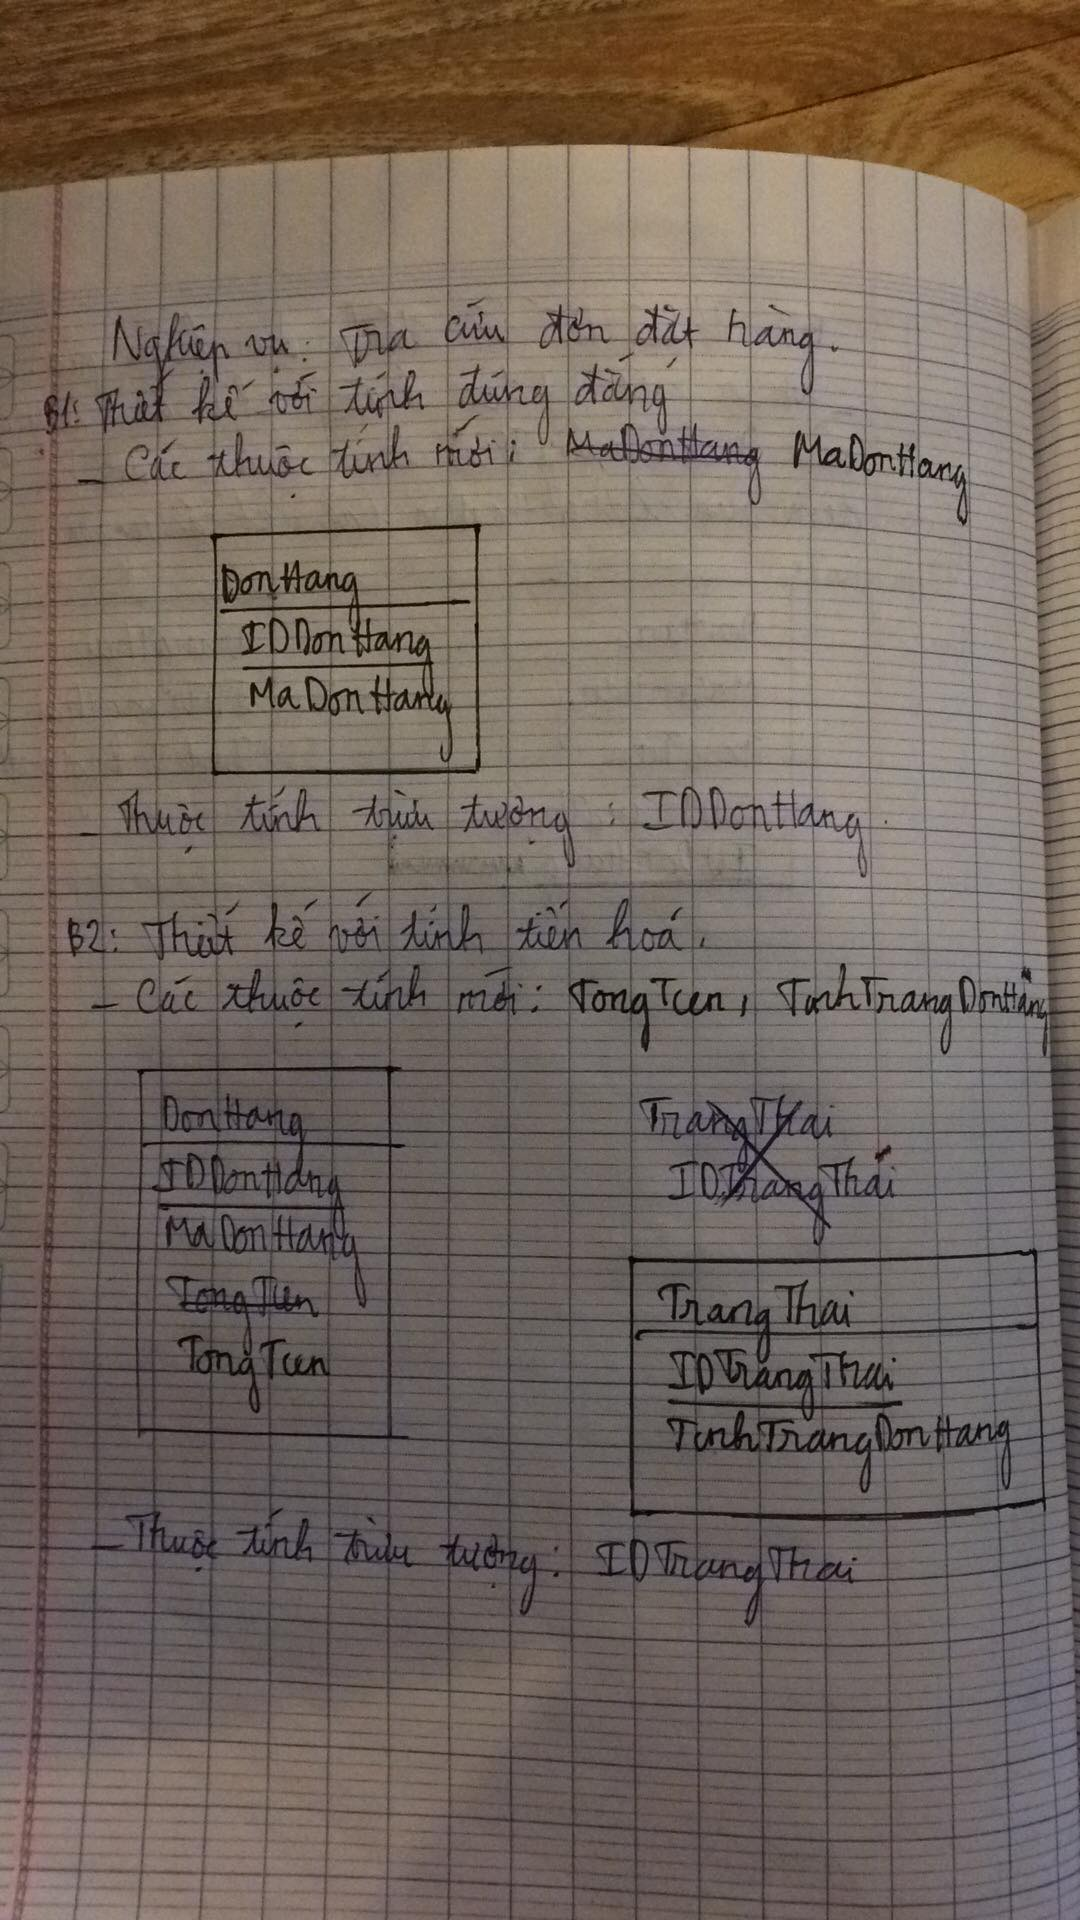 Nghiệp vụ: Tra cứu đơn đặt hàng.
B1: Thiết kế với tính đúng đắng
- Các thuộc tính mới: MaDonHang MaDonHang
DonHang
IDDonHang
MaDonHang
- Thuộc tính trừu tượng: IDDonHang.
B2: Thiết kế với tính tiến hoá.
- Các thuộc tính mới: TongTien, TinhTrangDonHang
DonHang
IDDonHang
MaDonHang
TongTien
TongTien
TrangThai
IDTrangThái
TrangThai
IDTrangThai
TinhTrangDonHang
- Thuộc tính trừu tượng: IDTrangThai